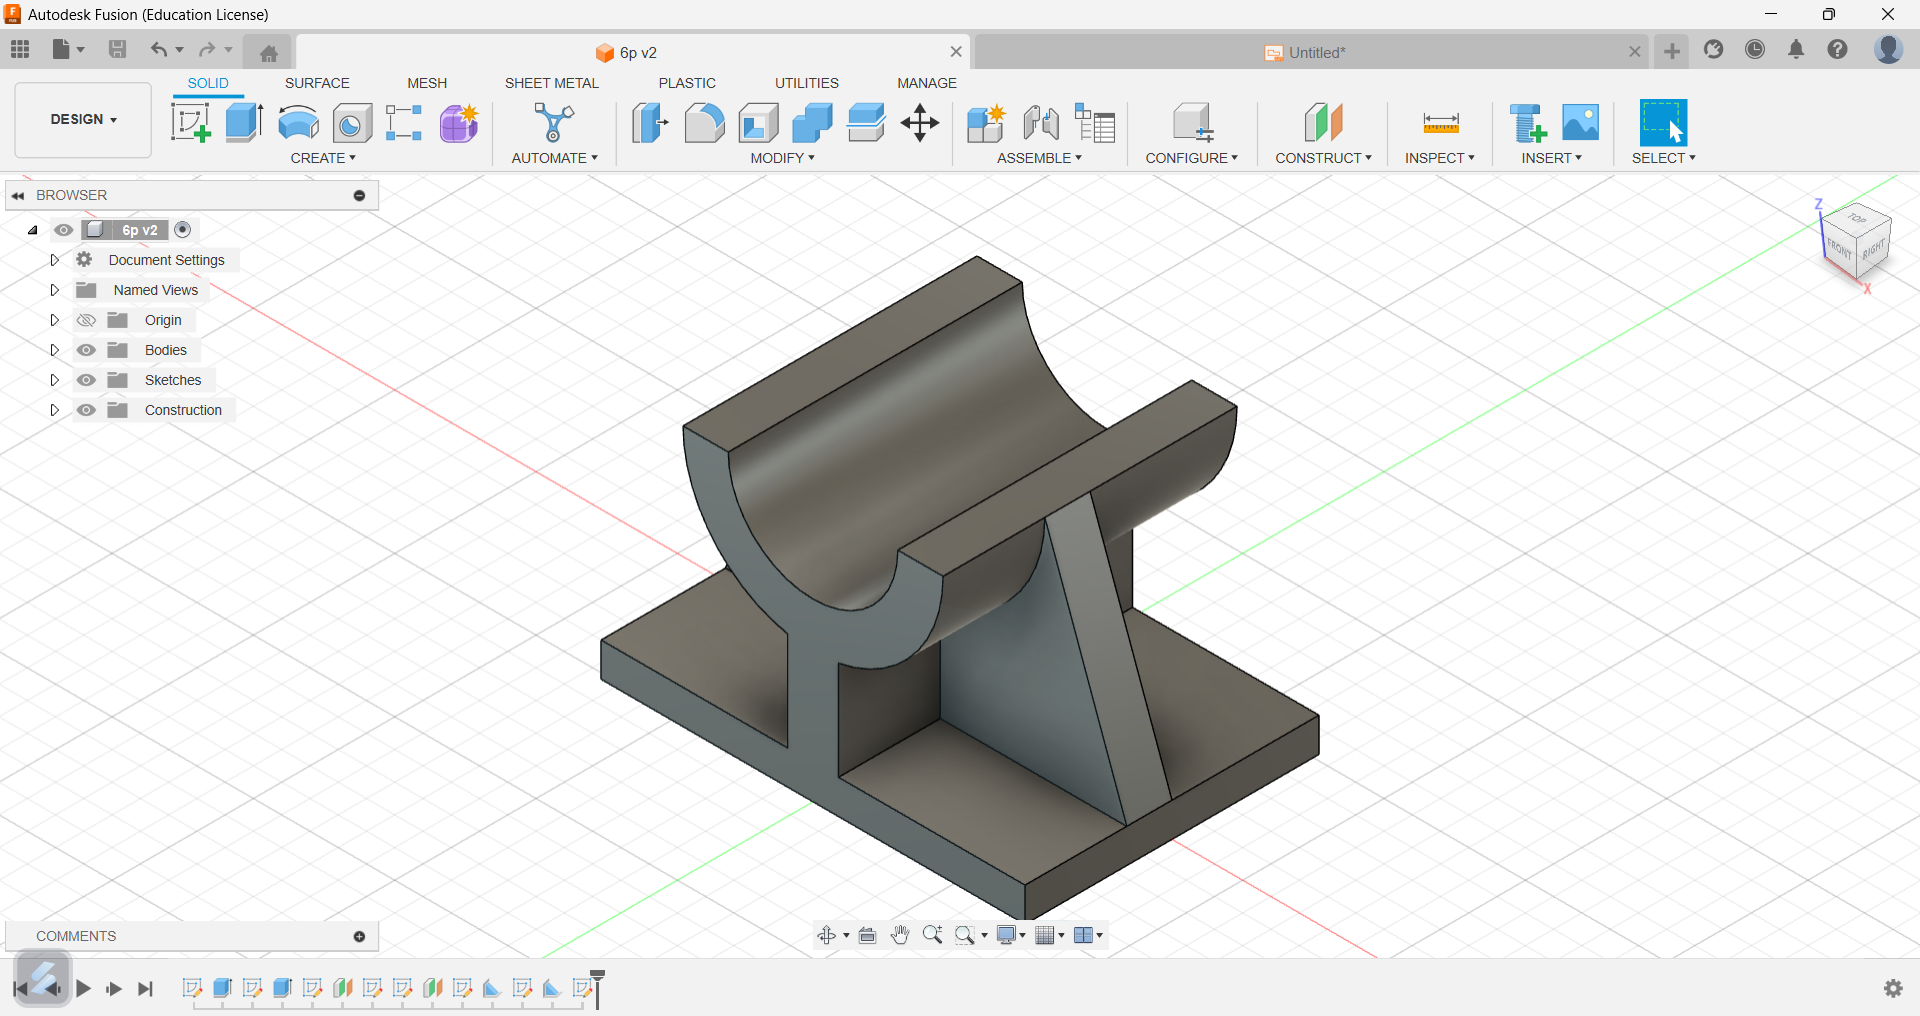 Autodesk Fusion (Education License)
6p v2
Untitled*
DESIGN
SOLID
SURFACE
MESH
SHEET METAL
PLASTIC
UTILITIES
MANAGE
CREATE
AUTOMATE
MODIFY
ASSEMBLE
CONFIGURE
CONSTRUCT
INSPECT
INSERT
SELECT
BROWSER
6p v2
Document Settings
Named Views
Origin
Bodies
Sketches
Construction
Z
TOP
FRONT
RIGHT
X
COMMENTS